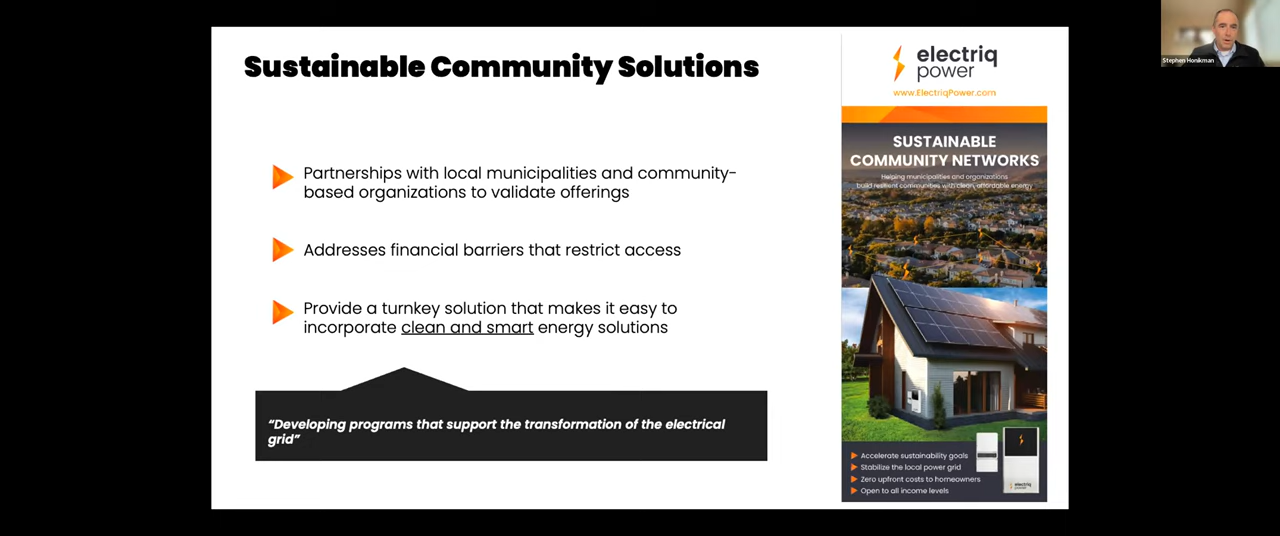 Sustainable Community Solutions
Partnerships with local municipalities and community-
based organizations to validate offerings
Addresses financial barriers that restrict access
Provide a turnkey solution that makes it easy to
incorporate clean and smart energy solutions
“Developing programs that support the transformation of the electrical
grid”
electriq
power
www.ElectriqPower.com
SUSTAINABLE
COMMUNITY NETWORKS
Helping municipalities and organizations
build resilient communities with clean, affordable energy
Accelerate sustainability goals
Stabilize the local power grid
Zero upfront costs to homeowners
Open to all income levels
electriq
power
Stephen Honikman